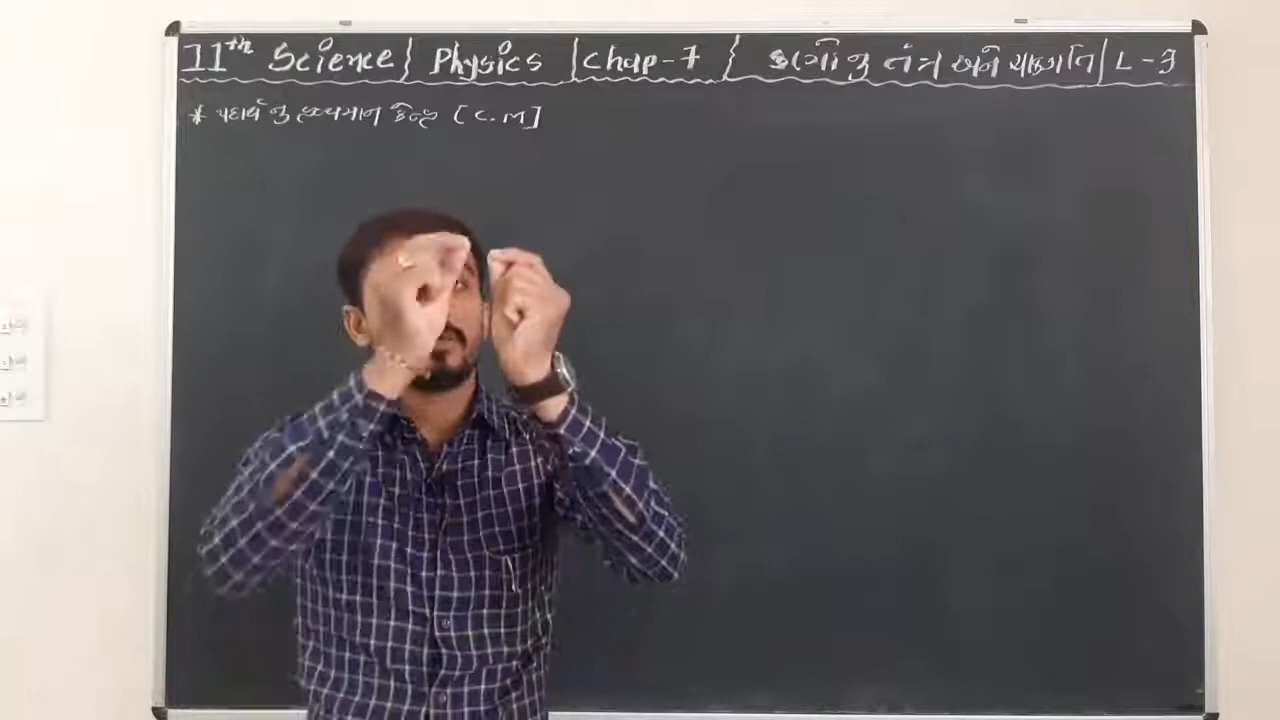 11th Science | Physics | Chap-7 } કણોનું તંત્ર અને ચાકગતિ | L-3
* પદાર્થનું દ્રવ્યમાન કેન્દ્ર [C.M]